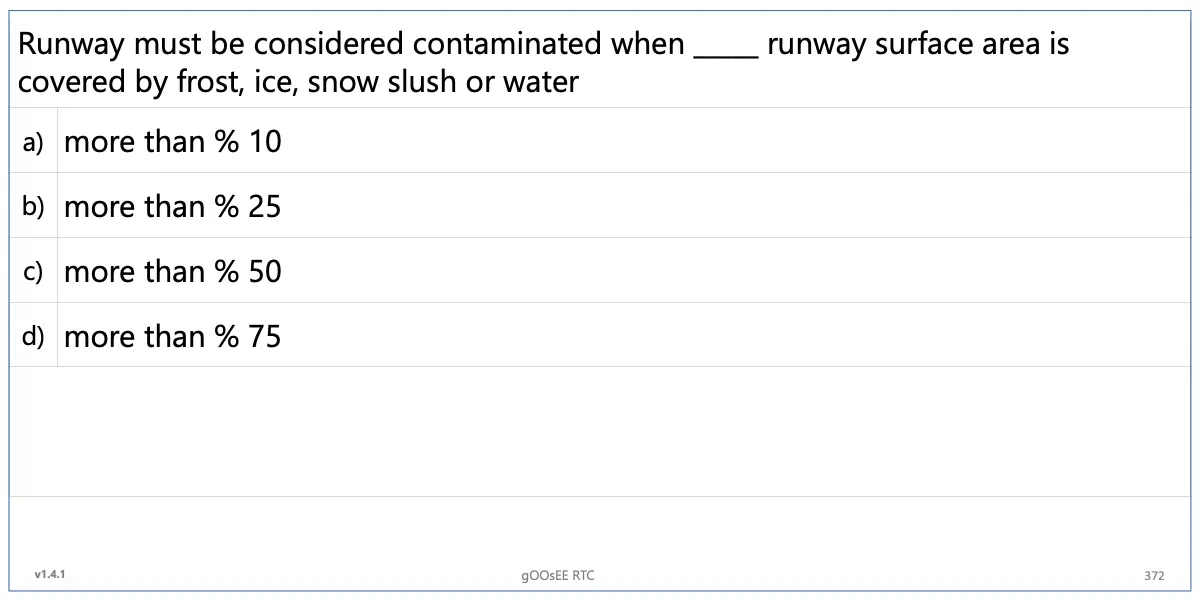 Runway must be considered contaminated when _____ runway surface area is
covered by frost, ice, snow slush or water
a) more than % 10
b) more than % 25
c) more than % 50
d) more than % 75
v1.4.1 gOOsEE RTC 372